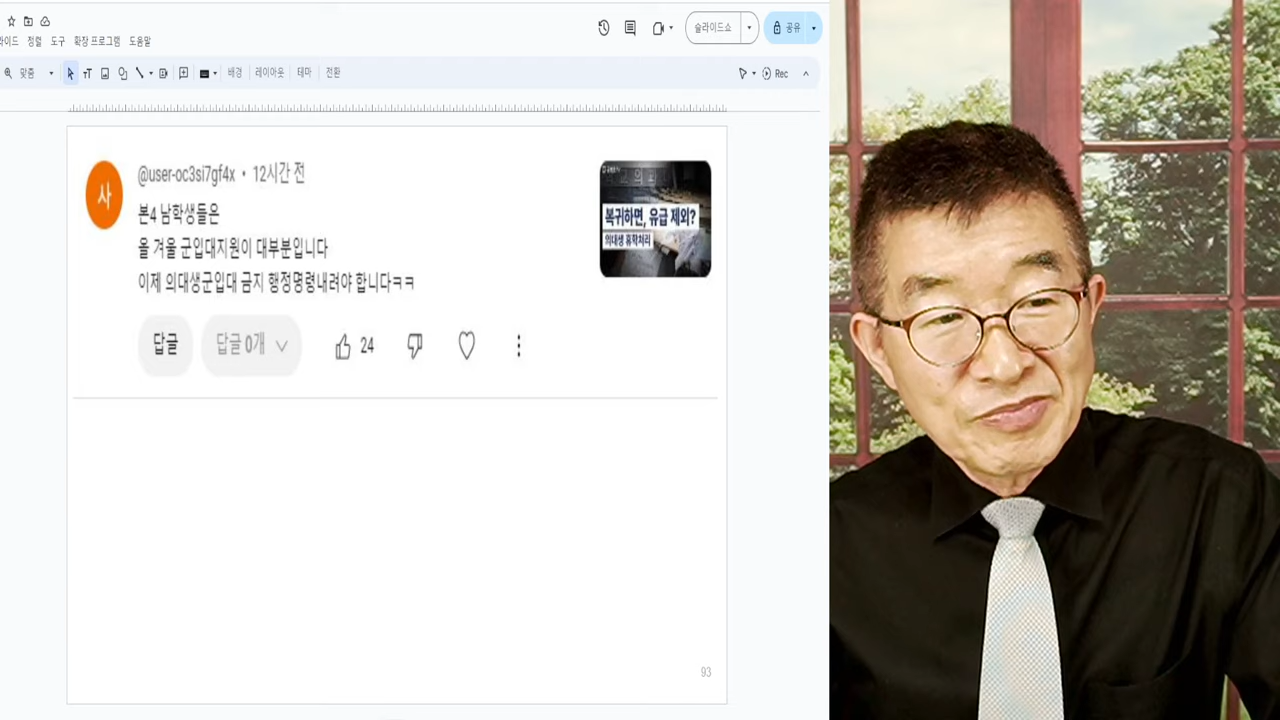 라이드 정렬 도구 확장 프로그램 도움말
슬라이드쇼
공유
맞춤
배경 레이아웃 테마 전환
Rec
사
@user-oc3si7gf4x • 12시간 전
본4 남학생들은
올 겨울 군입대지원이 대부분입니다
이제 의대생군입대 금지 행정명령내려야 합니다ㅋㅋ
복귀하면, 유급 제외?
의대생 휴학처리
답글
답글 0개
24
93